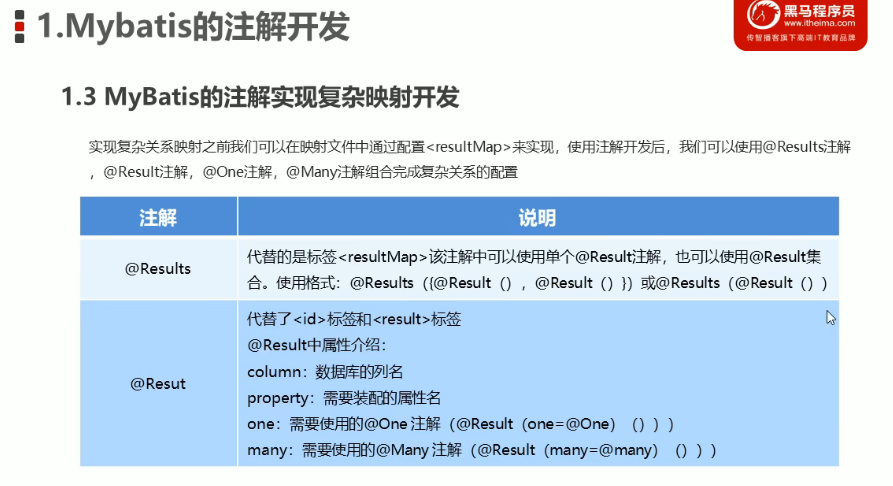 1.Mybatis的注解开发
黑马程序员
www.itheima.com
传智播客旗下高端IT教育品牌
1.3 MyBatis的注解实现复杂映射开发
实现复杂关系映射之前我们可以在映射文件中通过配置<resultMap>来实现，使用注解开发后，我们可以使用@Results注解
，@Result注解，@One注解，@Many注解组合完成复杂关系的配置
注解
说明
@Results
代替的是标签<resultMap>该注解中可以使用单个@Result注解，也可以使用@Result集
合。使用格式：@Results（{@Result（），@Result（）}）或@Results（@Result（））
@Resut
代替了<id>标签和<result>标签
@Result中属性介绍：
column：数据库的列名
property：需要装配的属性名
one：需要使用的@One 注解（@Result（one=@One）（）））
many：需要使用的@Many 注解（@Result（many=@many）（）））